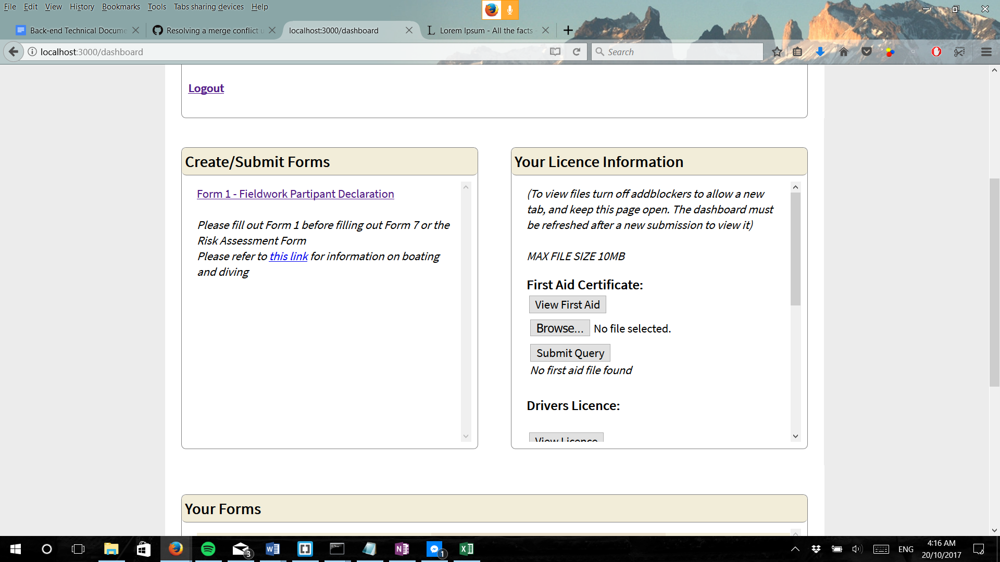 File Edit View History Bookmarks Tools Tabs sharing devices Help
Back-end Technical Docume
Resolving a merge conflict u
localhost:3000/dashboard
Lorem Ipsum - All the facts -
localhost:3000/dashboard
Search
Logout
Create/Submit Forms
Form 1 - Fieldwork Partipant Declaration
Please fill out Form 1 before filling out Form 7 or the
Risk Assessment Form
Please refer to this link for information on boating
and diving
Your Licence Information
(To view files turn off addblockers to allow a new
tab, and keep this page open. The dashboard must
be refreshed after a new submission to view it)
MAX FILE SIZE 10MB
First Aid Certificate:
View First Aid
Browse... No file selected.
Submit Query
No first aid file found
Drivers Licence:
View Licence
Your Forms
3
1
ENG
4:16 AM
20/10/2017